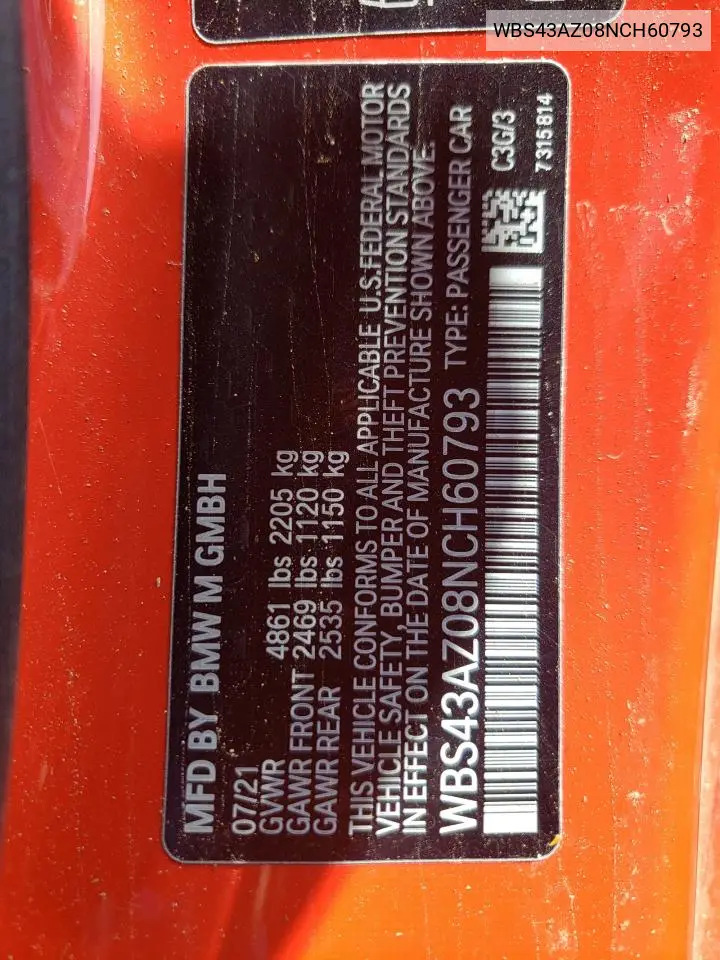 WBS43AZ08NCH60793
MFD BY BMW M GMBH
07/21
GVWR 4861 lbs 2205 kg
GAWR FRONT 2469 lbs 1120 kg
GAWR REAR 2535 lbs 1150 kg
THIS VEHICLE CONFORMS TO ALL APPLICABLE U.S.FEDERAL MOTOR
VEHICLE SAFETY, BUMPER AND THEFT PREVENTION STANDARDS
IN EFFECT ON THE DATE OF MANUFACTURE SHOWN ABOVE.
WBS43AZ08NCH60793 TYPE: PASSENGER CAR
C3G/3
7315814